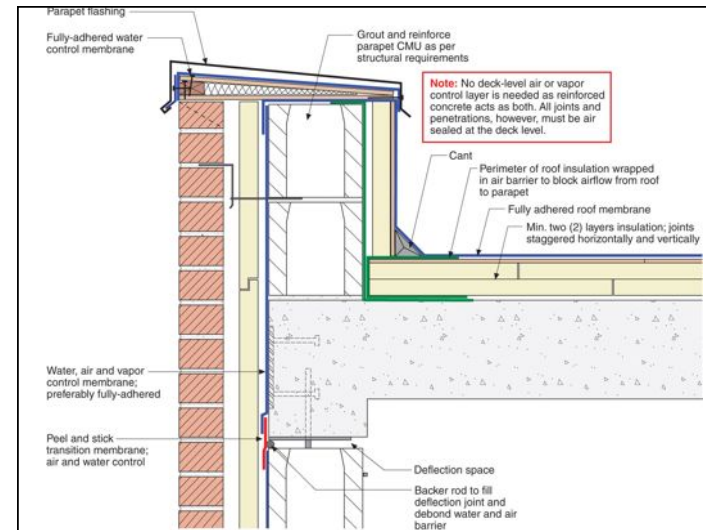 Parapet flashing
Fully-adhered water
control membrane
Grout and reinforce
parapet CMU as per
structural requirements
Note: No deck-level air or vapor
control layer is needed as reinforced
concrete acts as both. All joints and
penetrations, however, must be air
sealed at the deck level.
Cant
Perimeter of roof insulation wrapped
in air barrier to block airflow from roof
to parapet
Fully adhered roof membrane
Min. two (2) layers insulation; joints
staggered horizontally and vertically
Water, air and vapor
control membrane;
preferably fully-adhered
Peel and stick
transition membrane;
air and water control
Deflection space
Backer rod to fill
deflection joint and
debond water and air
barrier